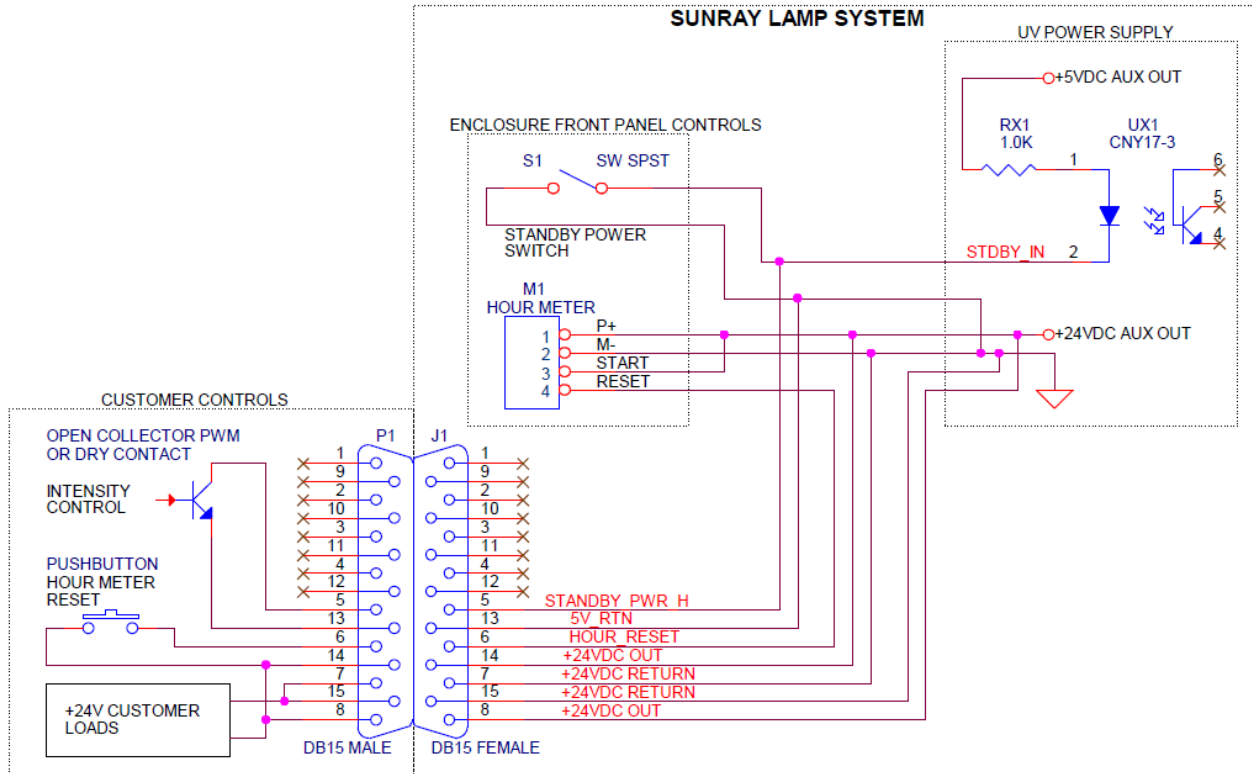 SUNRAY LAMP SYSTEM
UV POWER SUPPLY
+5VDC AUX OUT
ENCLOSURE FRONT PANEL CONTROLS
RX1
1.0K
UX1
CNY17-3
S1
SW SPST
1
6
5
4
STANDBY POWER
SWITCH
STDBY_IN
2
M1
HOUR METER
1
P+
+24VDC AUX OUT
2
M-
3
START
4
RESET
CUSTOMER CONTROLS
OPEN COLLECTOR PWM
OR DRY CONTACT
P1
J1
INTENSITY
CONTROL
PUSHBUTTON
HOUR METER
RESET
1
9
2
10
3
11
4
12
5
13
6
14
7
15
8
1
9
2
10
3
11
4
12
5
STANDBY_PWR_H
13
5V_RTN
6
HOUR_RESET
14
+24VDC OUT
7
+24VDC RETURN
15
+24VDC RETURN
8
+24VDC OUT
+24V CUSTOMER
LOADS
DB15 MALE
DB15 FEMALE